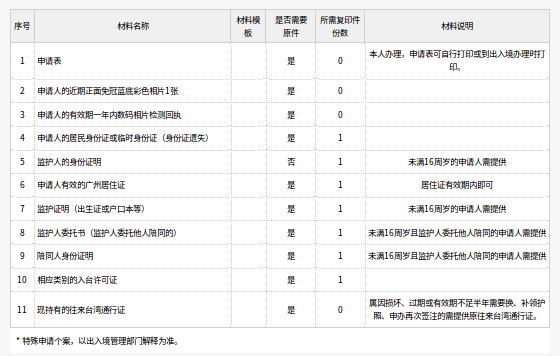 序号 材料名称 材料模板 是否需要原件 所需复印件份数 材料说明
1 申请表 是 0 本人办理，申请表可自行打印或到出入境办理时打印。
2 申请人的近期正面免冠蓝底彩色相片1张 是 0
3 申请人的有效期一年内数码相片检测回执 是 0
4 申请人的居民身份证或临时身份证（身份证遗失） 是 1
5 监护人的身份证明 否 1 未满16周岁的申请人需提供
6 申请人有效的广州居住证 是 1 居住证有效期内即可
7 监护证明（出生证或户口本等） 是 1 未满16周岁的申请人需提供
8 监护人委托书（监护人委托他人陪同的） 是 1 未满16周岁且监护人委托他人陪同的申请人需提供
9 陪同人身份证明 是 1 未满16周岁且监护人委托他人陪同的申请人需提供
10 相应类别的入台许可证 是 1
11 现持有的往来台湾通行证 是 0 属因损坏、过期或有效期不足半年需要换、补领护照、申办再次签注的需提供原往来台湾通行证。
* 特殊申请个案，以出入境管理部门解释为准。